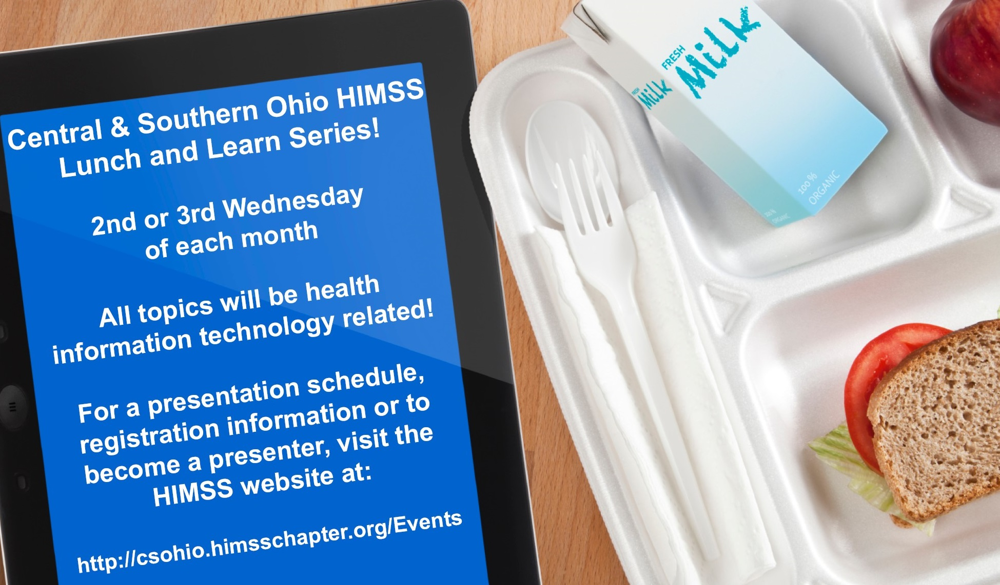 Central & Southern Ohio HIMSS
Lunch and Learn Series!
2nd or 3rd Wednesday
of each month
All topics will be health
information technology related!
For a presentation schedule,
registration information or to
become a presenter, visit the
HIMSS website at:
http://csohio.himsschapter.org/Events
FRESH
MiLk
FRESH
MiLk
100 %
ORGANIC
100 %
ORGANIC